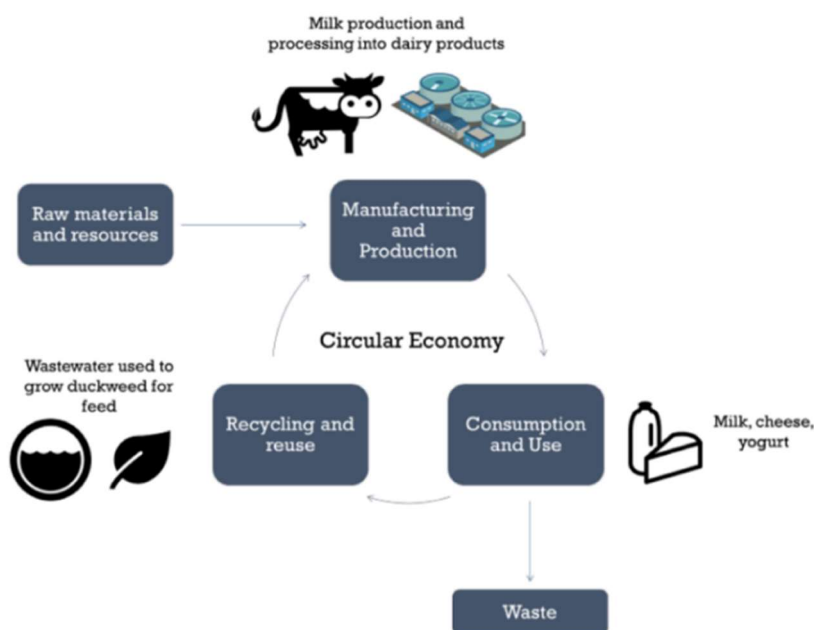 Milk production and
processing into dairy products
Raw materials
and resources
Manufacturing
and
Production
Circular Economy
Wastewater used to
grow duckweed for
feed
Recycling and
reuse
Consumption
and Use
Milk, cheese,
yogurt
Waste